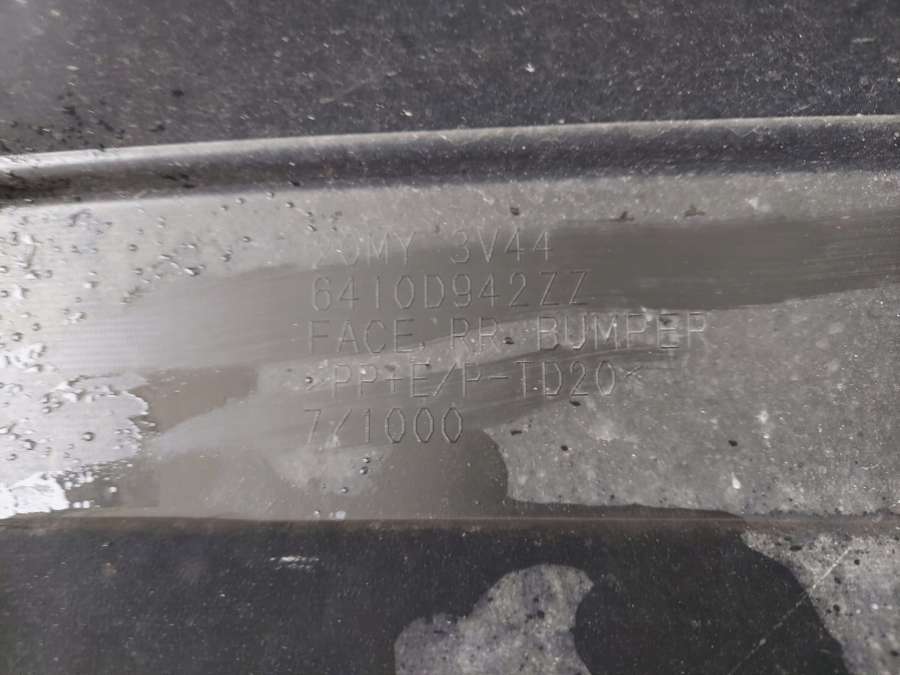 20MY 3V44
6410D942ZZ
FACE, RR BUMPER
>PP+E/P-TD20<
7/1000